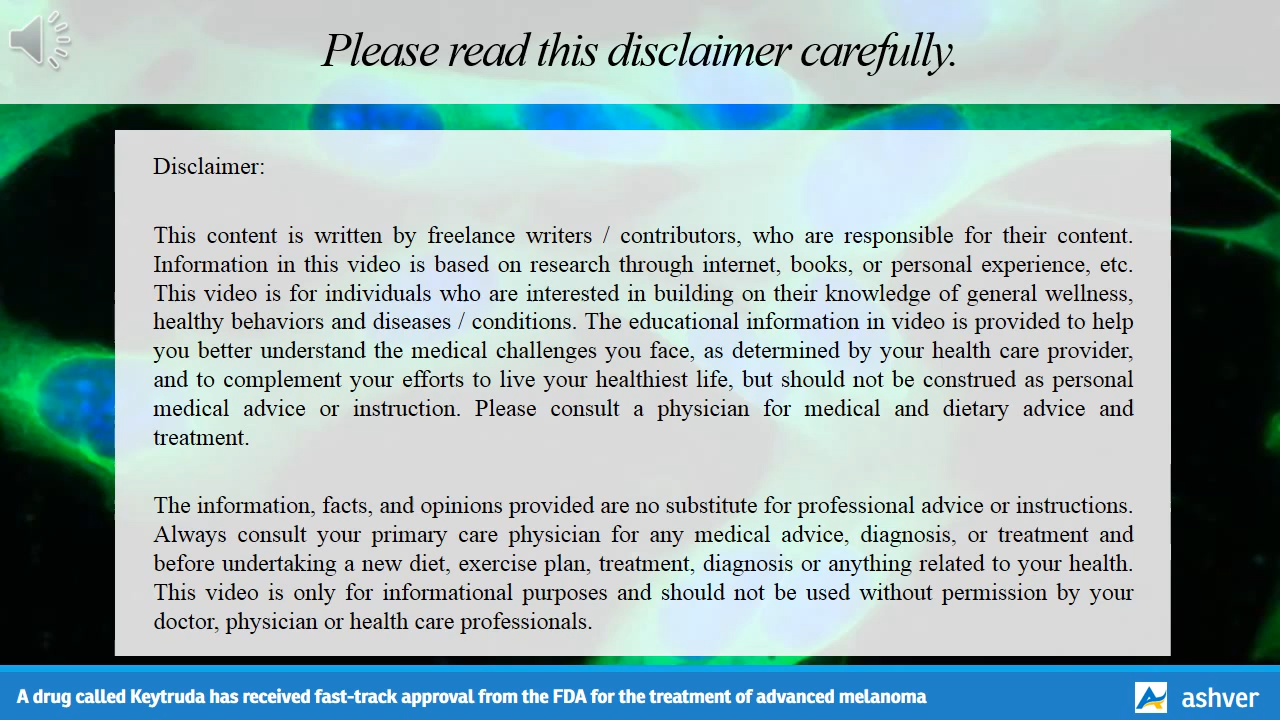 Please read this disclaimer carefully.
Disclaimer:
This content is written by freelance writers / contributors, who are responsible for their content.
Information in this video is based on research through internet, books, or personal experience, etc.
This video is for individuals who are interested in building on their knowledge of general wellness,
healthy behaviors and diseases / conditions. The educational information in video is provided to help
you better understand the medical challenges you face, as determined by your health care provider,
and to complement your efforts to live your healthiest life, but should not be construed as personal
medical advice or instruction. Please consult a physician for medical and dietary advice and
treatment.
The information, facts, and opinions provided are no substitute for professional advice or instructions.
Always consult your primary care physician for any medical advice, diagnosis, or treatment and
before undertaking a new diet, exercise plan, treatment, diagnosis or anything related to your health.
This video is only for informational purposes and should not be used without permission by your
doctor, physician or health care professionals.
A drug called Keytruda has received fast-track approval from the FDA for the treatment of advanced melanoma
ashver